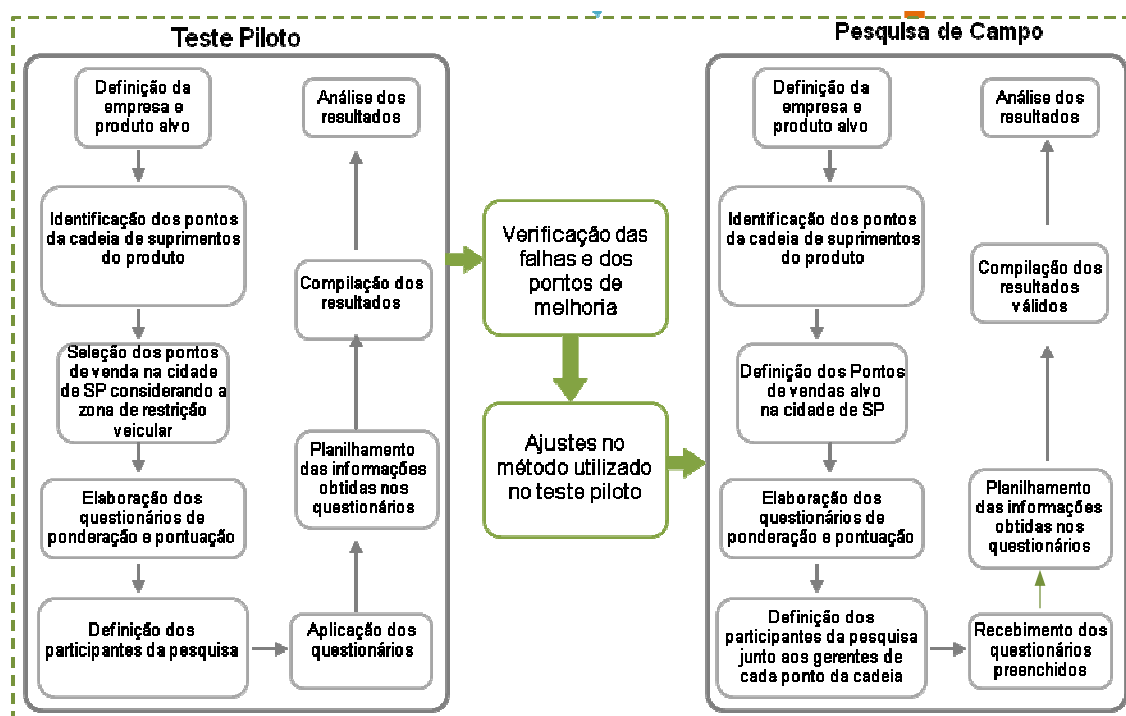 Teste Piloto
Definição da
empresa e
produto alvo
Identificação dos pontos
da cadeia de suprimentos
do produto
Seleção dos pontos
de venda na cidade
de SP considerando a
zona de restrição
veicular
Elaboração dos
questionários de
ponderação e pontuação
Definição dos
participantes da pesquisa
Aplicação dos
questionários
Planilhamento
das informações
obtidas nos
questionários
Compilação dos
resultados
Análise dos
resultados
Verificação das
falhas e dos
pontos de
melhoria
Ajustes no
método utilizado
no teste piloto
Pesquisa de Campo
Definição da
empresa e
produto alvo
Identificação dos pontos
da cadeia de suprimentos
do produto
Definição dos Pontos
de vendas alvo
na cidade de SP
Elaboração dos
questionários de
ponderação e pontuação
Definição dos
participantes da pesquisa
junto aos gerentes de
cada ponto da cadeia
Recebimento dos
questionários
preenchidos
Planilhamento
das informações
obtidas nos
questionários
Compilação dos
resultados
válidos
Análise dos
resultados